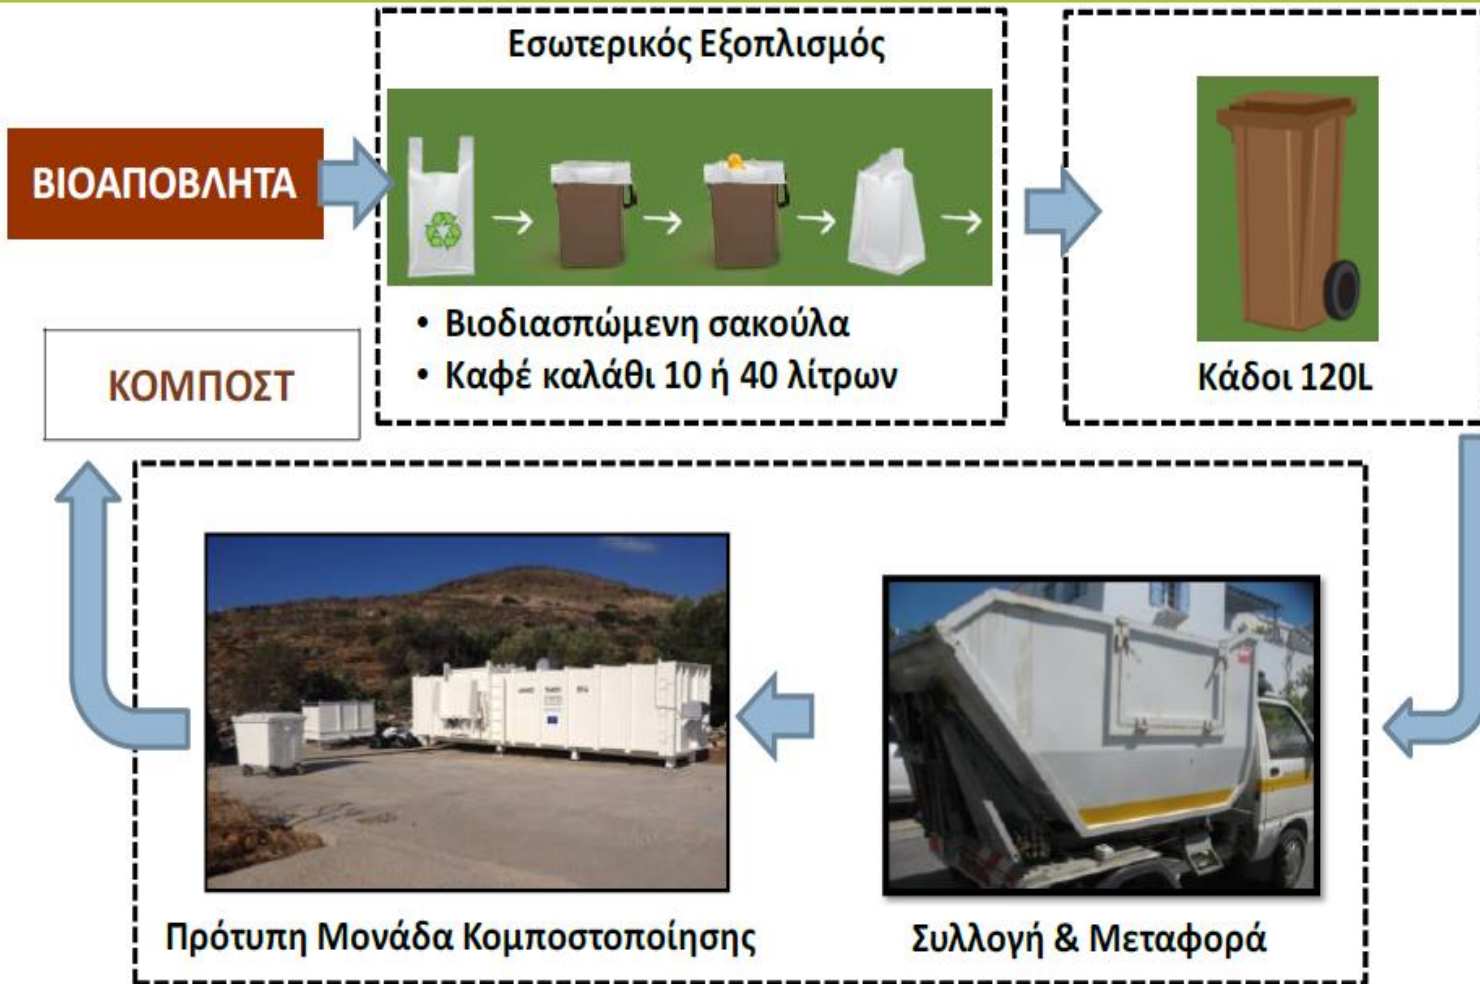 Εσωτερικός Εξοπλισμός
ΒΙΟΑΠΟΒΛΗΤΑ
• Βιοδιασπώμενη σακούλα
• Καφέ καλάθι 10 ή 40 λίτρων
Κάδοι 120L
ΚΟΜΠΟΣΤ
Πρότυπη Μονάδα Κομποστοποίησης
Συλλογή & Μεταφορά